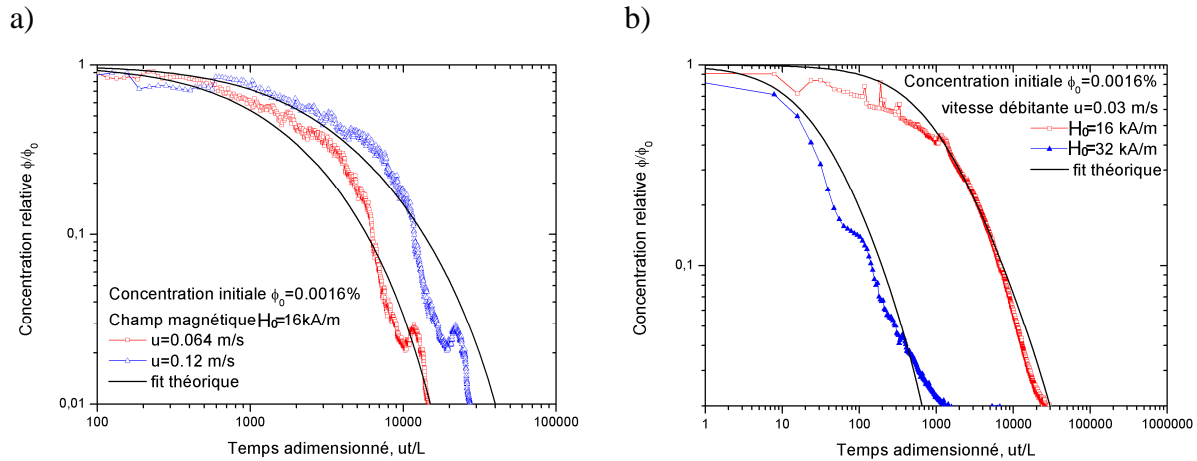 a)
Concentration relative ϕ/ϕ₀
1
0,1
0,01
Concentration initiale ϕ₀=0.0016%
Champ magnétique H₀=16kA/m
u=0.064 m/s
u=0.12 m/s
fit théorique
100
1000
10000
100000
Temps adimensionné, ut/L
b)
Concentration relative ϕ/ϕ₀
1
0,1
Concentration initiale ϕ₀=0.0016%
vitesse débitante u=0.03 m/s
H₀=16 kA/m
H₀=32 kA/m
fit théorique
1
10
100
1000
10000
100000
1000000
Temps adimensionné, ut/L